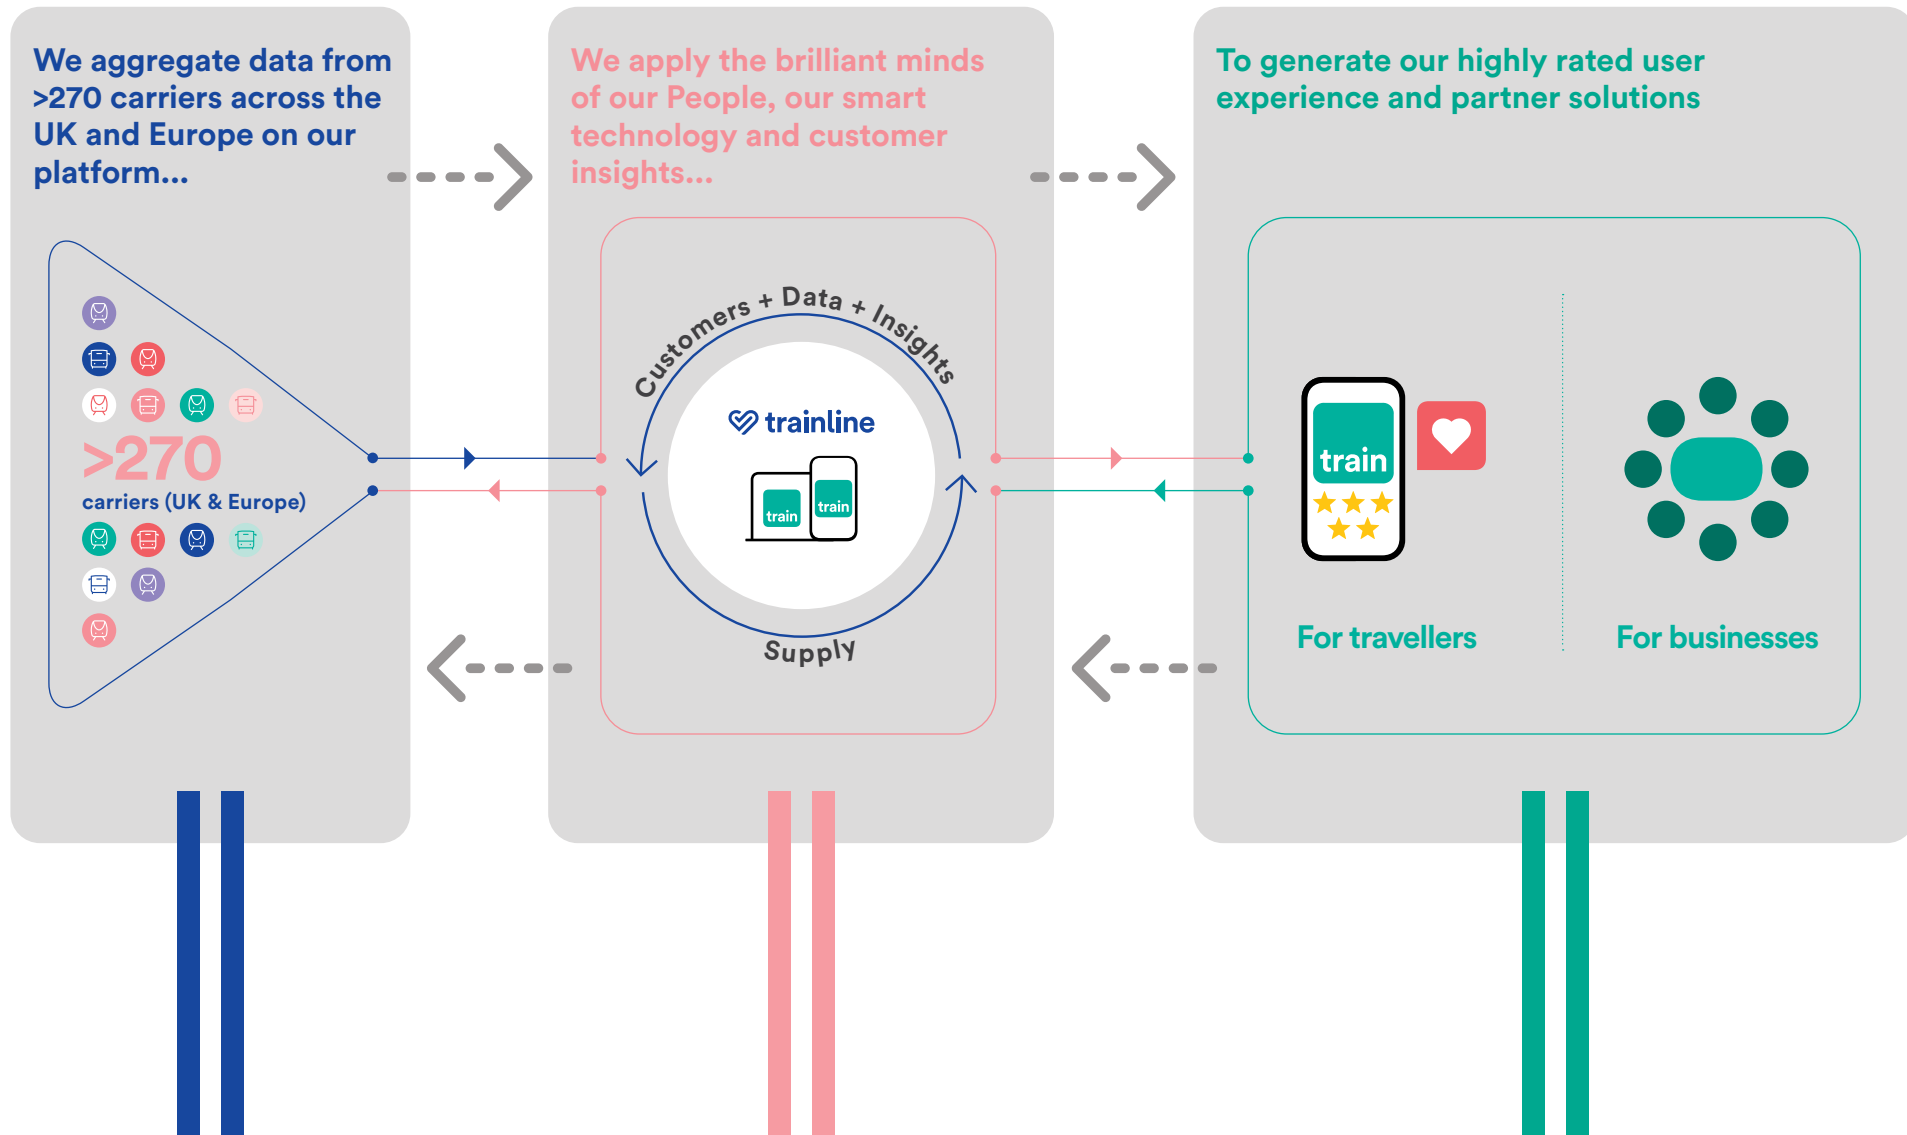 We aggregate data from
>270 carriers across the
UK and Europe on our
platform...
>270
carriers (UK & Europe)
We apply the brilliant minds
of our People, our smart
technology and customer
insights...
Customers + Data + Insights
trainline
train
train
Supply
To generate our highly rated user
experience and partner solutions
train
For travellers
For businesses